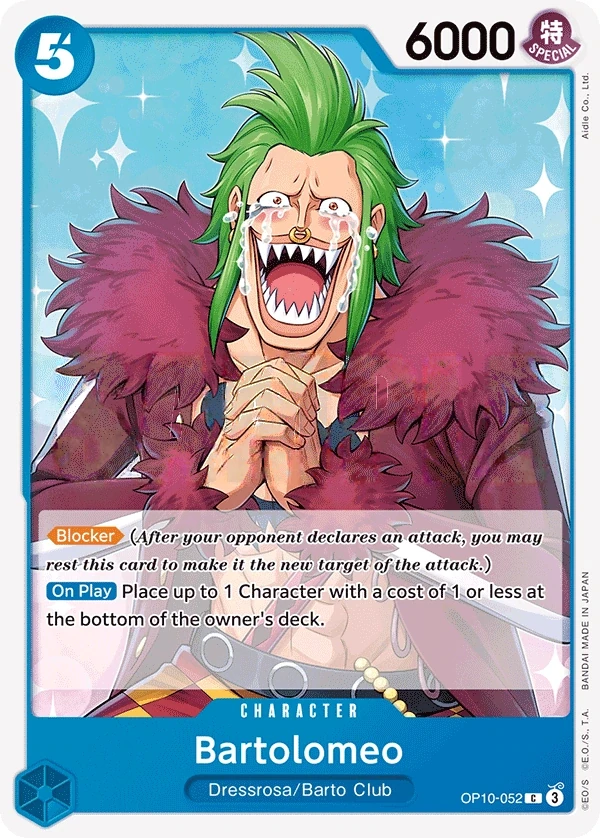 5
6000
特
SPECIAL
Aidle Co., Ltd.
Blocker (After your opponent declares an attack, you may
rest this card to make it the new target of the attack.)
On Play Place up to 1 Character with a cost of 1 or less at
the bottom of the owner's deck.
CHARACTER
Bartolomeo
Dressrosa/Barto Club
OP10-052 C 3
©EO/S ©E.O./S., T.A. BANDAI MADE IN JAPAN